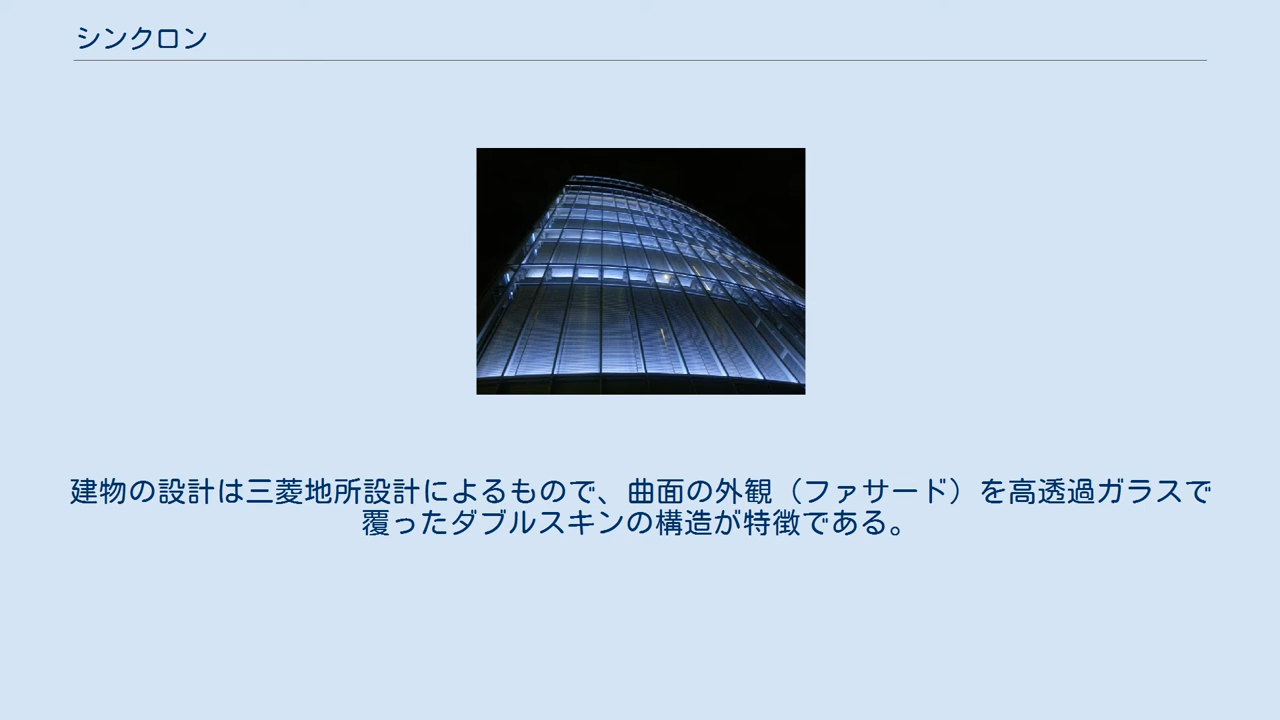 シンクロン
建物の設計は三菱地所設計によるもので、曲面の外観（ファサード）を高透過ガラスで
覆ったダブルスキンの構造が特徴である。